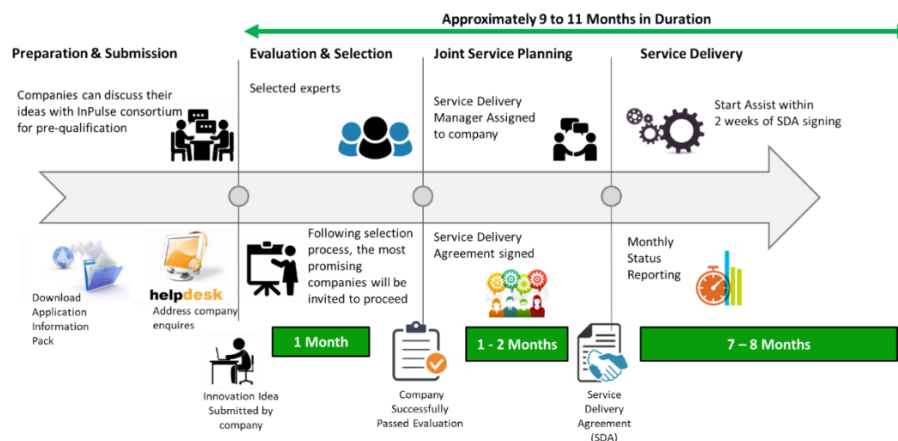 Approximately 9 to 11 Months in Duration
Preparation & Submission
Evaluation & Selection
Joint Service Planning
Service Delivery
Companies can discuss their
ideas with InPulse consortium
for pre-qualification
Selected experts
Service Delivery
Manager Assigned
to company
Start Assist within
2 weeks of SDA signing
Download
Application
Information
Pack
helpdesk
Address company
enquires
Following selection
process, the most
promising
companies will be
invited to proceed
Service Delivery
Agreement signed
Monthly
Status
Reporting
1 Month
1 - 2 Months
7 – 8 Months
Innovation Idea
Submitted by
company
Company
Successfully
Passed Evaluation
Service
Delivery
Agreement
(SDA)